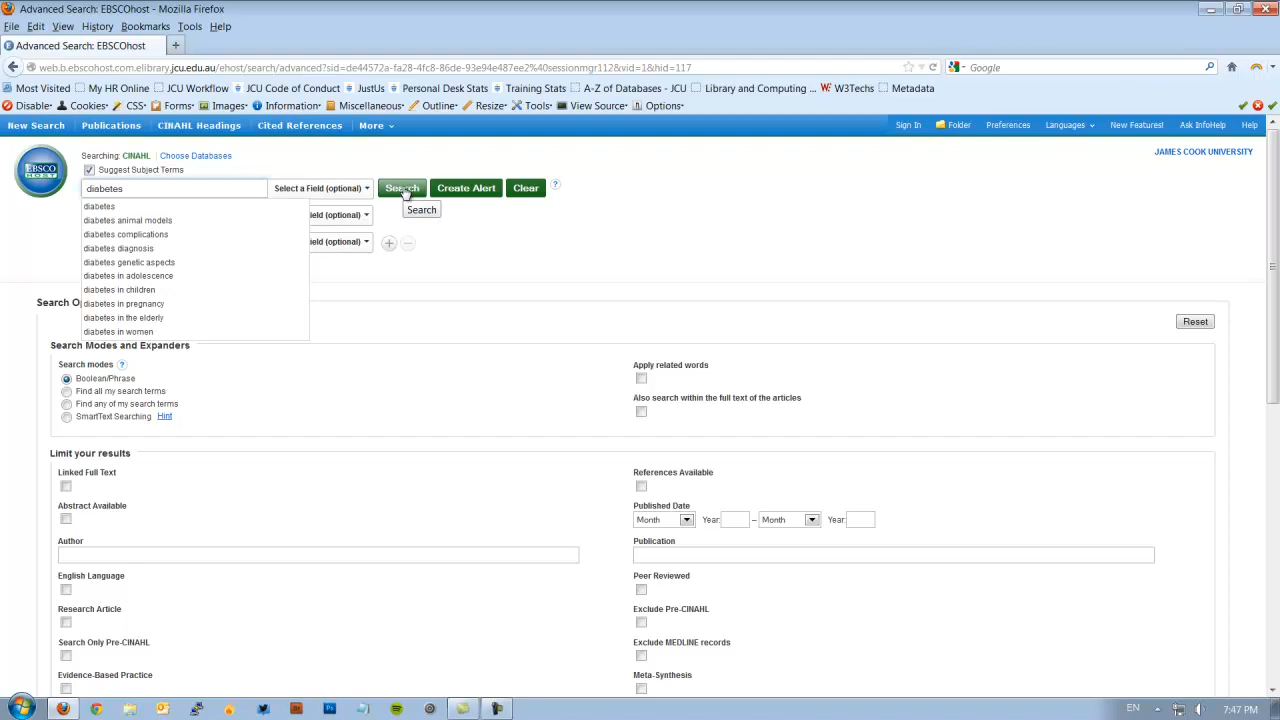 Advanced Search: EBSCOhost - Mozilla Firefox
File Edit View History Bookmarks Tools Help
Advanced Search: EBSCOhost +
web.b.ebscohost.com.elibrary.jcu.edu.au/ehost/search/advanced?sid=de44572a-fa28-4fc8-86de-93e94e487ee2%40sessionmgr112&vid=1&hid=117 Google
Most Visited My HR Online JCU Workflow JCU Code of Conduct JustUs Personal Desk Stats Training Stats A-Z of Databases - JCU Library and Computing ... W3Techs Metadata
Disable Cookies CSS Forms Images Information Miscellaneous Outline Resize Tools View Source Options
New Search Publications CINAHL Headings Cited References More Sign In Folder Preferences Languages New Features! Ask InfoHelp Help
JAMES COOK UNIVERSITY
EBSCO HOST
Searching: CINAHL Choose Databases
Suggest Subject Terms
diabetes Select a Field (optional) Search Create Alert Clear ?
diabetes
Search
diabetes animal models
ield (optional)
diabetes complications
ield (optional) + −
diabetes diagnosis
diabetes genetic aspects
diabetes in adolescence
diabetes in children
diabetes in pregnancy
diabetes in the elderly
diabetes in women
Search O
Reset
Search Modes and Expanders
Search modes ?
Boolean/Phrase
Find all my search terms
Find any of my search terms
SmartText Searching Hint
Apply related words
Also search within the full text of the articles
Limit your results
Linked Full Text
References Available
Abstract Available
Published Date
Month Year: – Month Year:
Author
Publication
English Language
Peer Reviewed
Research Article
Exclude Pre-CINAHL
Search Only Pre-CINAHL
Exclude MEDLINE records
Evidence-Based Practice
Meta-Synthesis
EN 7:47 PM